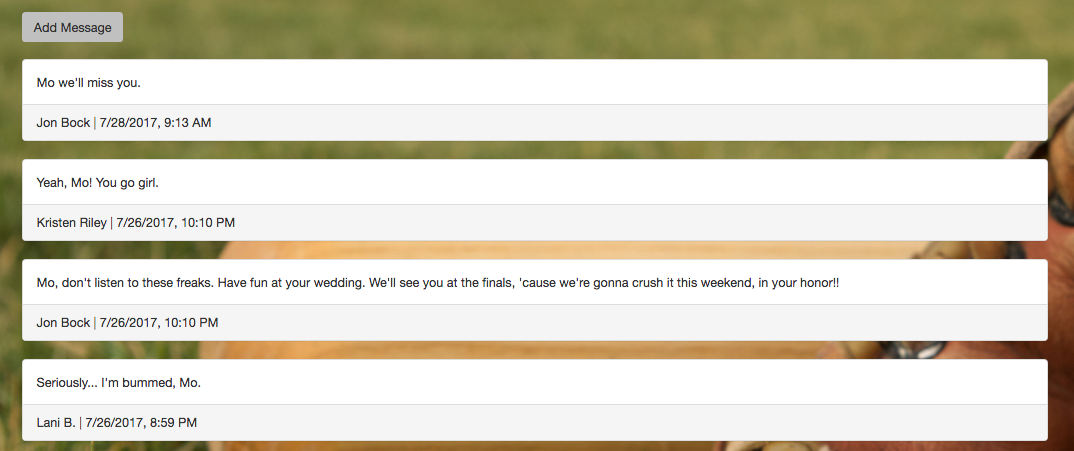 Add Message
Mo we'll miss you.
Jon Bock | 7/28/2017, 9:13 AM
Yeah, Mo! You go girl.
Kristen Riley | 7/26/2017, 10:10 PM
Mo, don't listen to these freaks. Have fun at your wedding. We'll see you at the finals, 'cause we're gonna crush it this weekend, in your honor!!
Jon Bock | 7/26/2017, 10:10 PM
Seriously... I'm bummed, Mo.
Lani B. | 7/26/2017, 8:59 PM